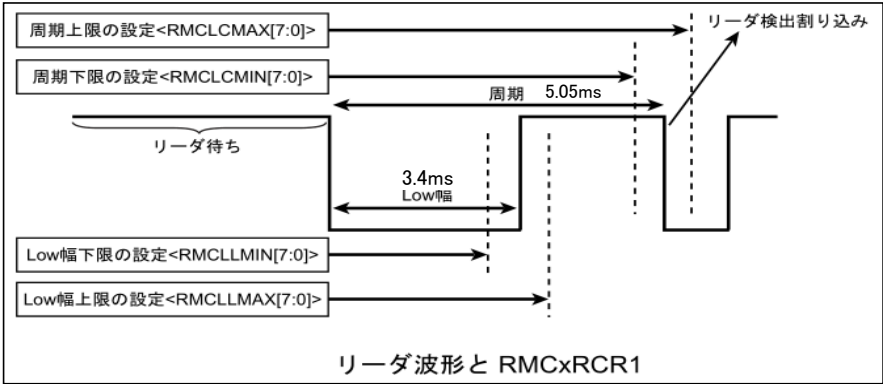 周期上限の設定<RMCLCMAX[7:0]>
リーダ検出割り込み
周期下限の設定<RMCLCMIN[7:0]>
周期 5.05ms
リーダ待ち
3.4ms
Low幅
Low幅下限の設定<RMCLLMIN[7:0]>
Low幅上限の設定<RMCLLMAX[7:0]>
リーダ波形と RMCxRCR1